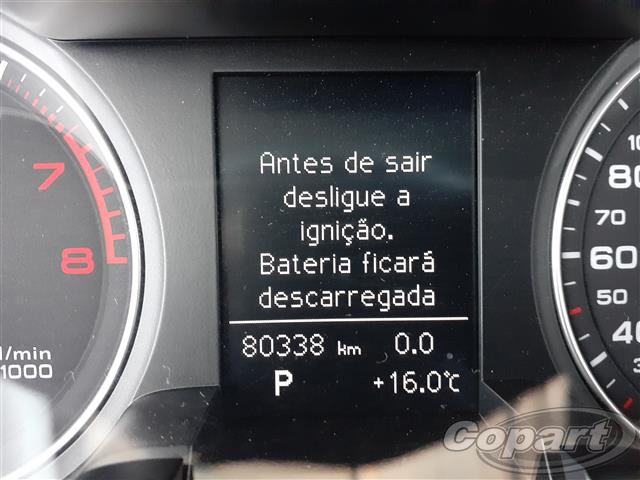 Antes de sair
desligue a
ignição.
Bateria ficará
descarregada
80338 km 0.0
P +16.0°C
7
8
/min
1000
80
70
60
50
40
Copart